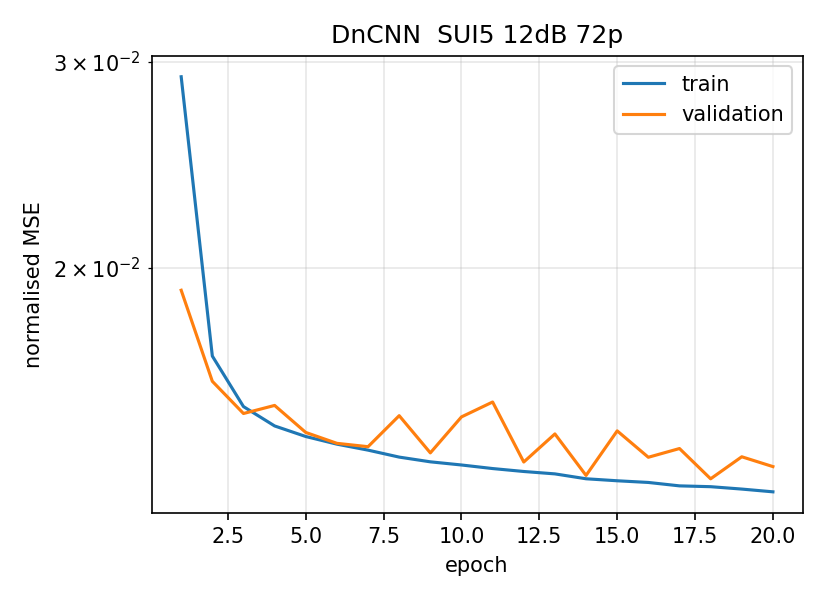 DnCNN  SUI5 12dB 72p
3 × 10⁻²
2 × 10⁻²
normalised MSE
train
validation
2.5 5.0 7.5 10.0 12.5 15.0 17.5 20.0
epoch